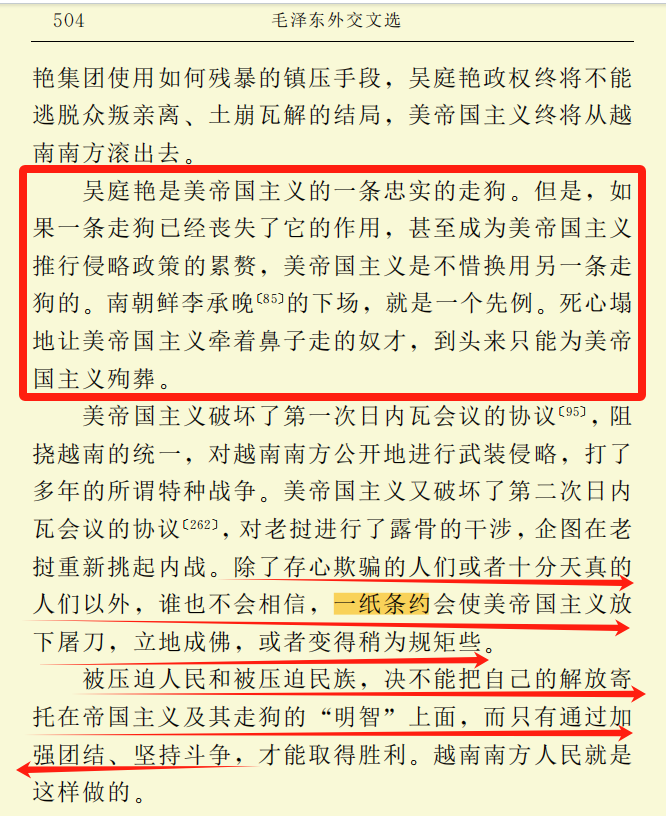 504 毛泽东外交文选
艳集团使用如何残暴的镇压手段，吴庭艳政权终将不能
逃脱众叛亲离、土崩瓦解的结局，美帝国主义终将从越
南南方滚出去。
吴庭艳是美帝国主义的一条忠实的走狗。但是，如
果一条走狗已经丧失了它的作用，甚至成为美帝国主义
推行侵略政策的累赘，美帝国主义是不惜换用另一条走
狗的。南朝鲜李承晚〔85〕的下场，就是一个先例。死心塌
地让美帝国主义牵着鼻子走的奴才，到头来只能为美帝
国主义殉葬。
美帝国主义破坏了第一次日内瓦会议的协议〔95〕，阻
挠越南的统一，对越南南方公开地进行武装侵略，打了
多年的所谓特种战争。美帝国主义又破坏了第二次日内
瓦会议的协议〔262〕，对老挝进行了露骨的干涉，企图在老
挝重新挑起内战。除了存心欺骗的人们或者十分天真的
人们以外，谁也不会相信，一纸条约会使美帝国主义放
下屠刀，立地成佛，或者变得稍为规矩些。
被压迫人民和被压迫民族，决不能把自己的解放寄
托在帝国主义及其走狗的“明智”上面，而只有通过加
强团结、坚持斗争，才能取得胜利。越南南方人民就是
这样做的。